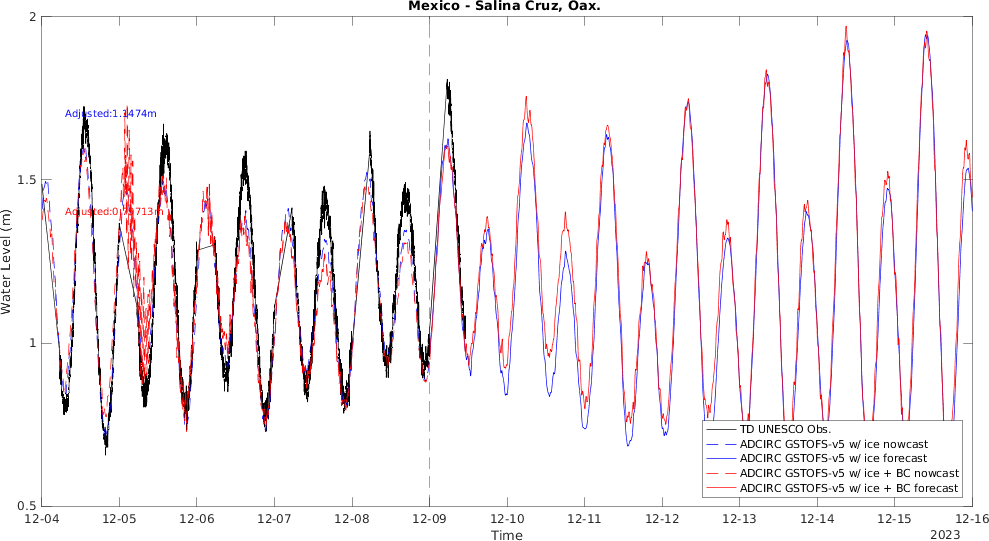 Mexico - Salina Cruz, Oax.
2
1.5
1
0.5
Water Level (m)
Adjusted:1.1474m
TD UNESCO Obs.
ADCIRC GSTOFS-v5 w/ ice nowcast
ADCIRC GSTOFS-v5 w/ ice forecast
ADCIRC GSTOFS-v5 w/ ice + BC nowcast
ADCIRC GSTOFS-v5 w/ ice + BC forecast
12-04 12-05 12-06 12-07 12-08 12-09 12-10 12-11 12-12 12-13 12-14 12-15 12-16
Time
2023